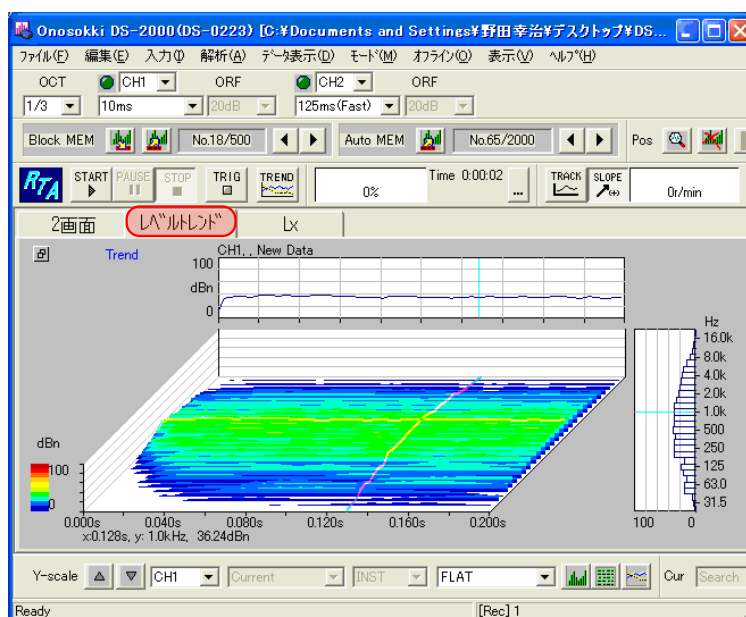 Onosokki DS-2000(DS-0223) [C:¥Documents and Settings¥野田幸治¥デスクトップ¥DS...
ファイル(F) 編集(E) 入力(I) 解析(A) データ表示(D) モード(M) オフライン(O) 表示(V) ヘルプ(H)
OCT CH1 ORF CH2 ORF
1/3 10ms 20dB 125ms(Fast) 20dB
Block MEM No.18/500 Auto MEM No.65/2000 Pos
RTA START PAUSE STOP TRIG TREND 0% Time 0:00:02 ... TRACK SLOPE (+) 0r/min
2画面 レベルトレンド Lx
Trend CH1, , New Data
100
dBn
0
Hz
16.0k
8.0k
4.0k
2.0k
1.0k
500
250
125
63.0
31.5
100 0
dBn
100
0
0.000s 0.040s 0.080s 0.120s 0.160s 0.200s
x:0.128s, y: 1.0kHz, 36.24dBn
Y-scale CH1 Current INST FLAT Cur Search
Ready [Rec] 1